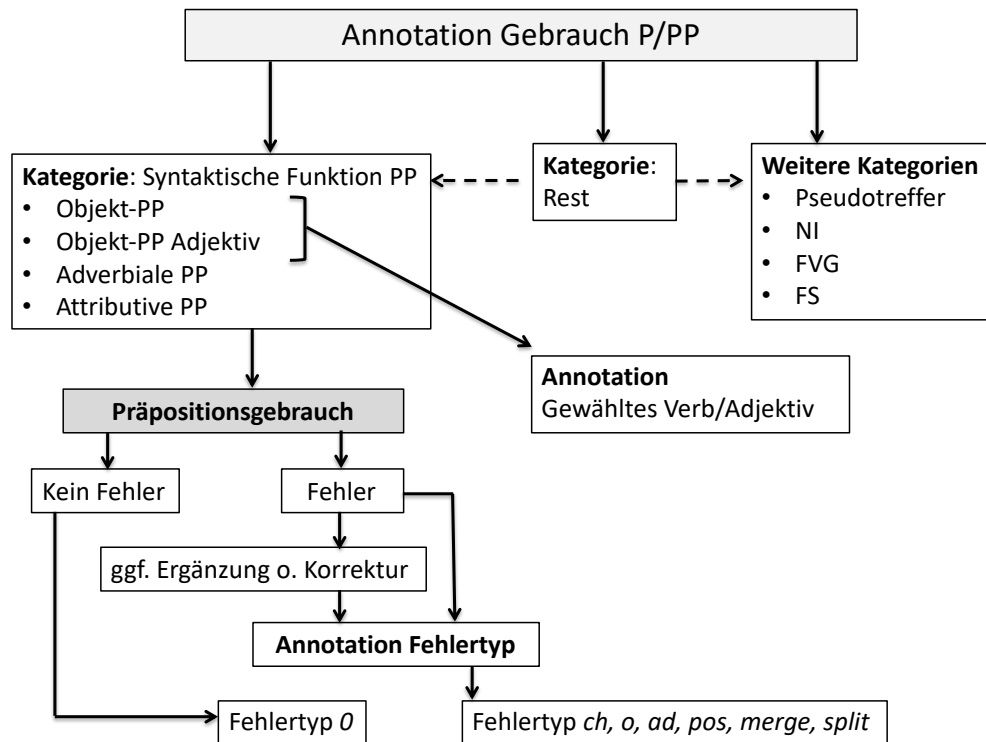 Annotation Gebrauch P/PP
Kategorie: Syntaktische Funktion PP
• Objekt-PP
• Objekt-PP Adjektiv
• Adverbiale PP
• Attributive PP
Kategorie:
Rest
Weitere Kategorien
• Pseudotreffer
• NI
• FVG
• FS
Annotation
Gewähltes Verb/Adjektiv
Präpositionsgebrauch
Kein Fehler
Fehler
ggf. Ergänzung o. Korrektur
Annotation Fehlertyp
Fehlertyp 0
Fehlertyp ch, o, ad, pos, merge, split